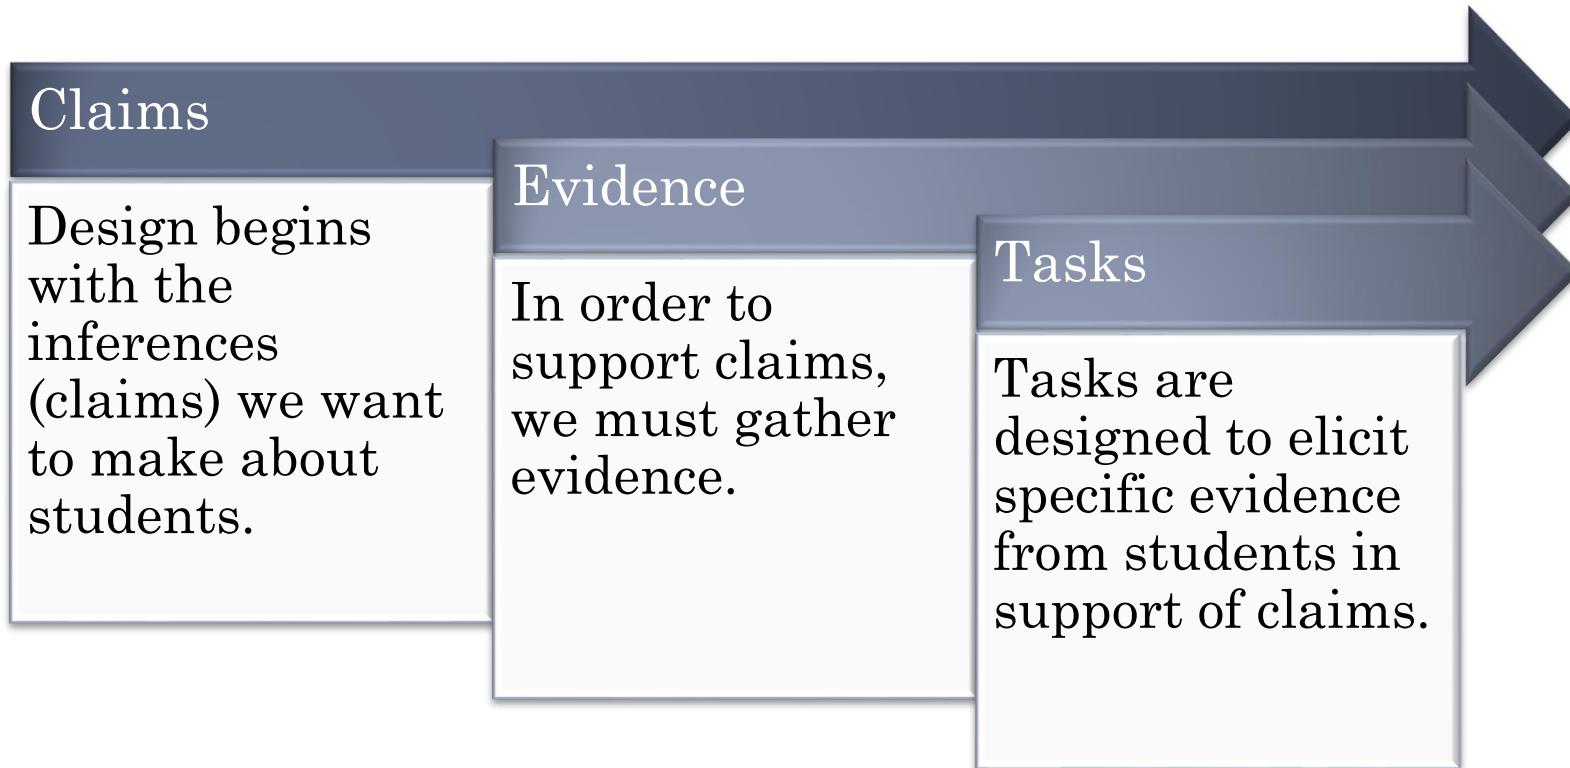 Claims
Design begins
with the
inferences
(claims) we want
to make about
students.
Evidence
In order to
support claims,
we must gather
evidence.
Tasks
Tasks are
designed to elicit
specific evidence
from students in
support of claims.